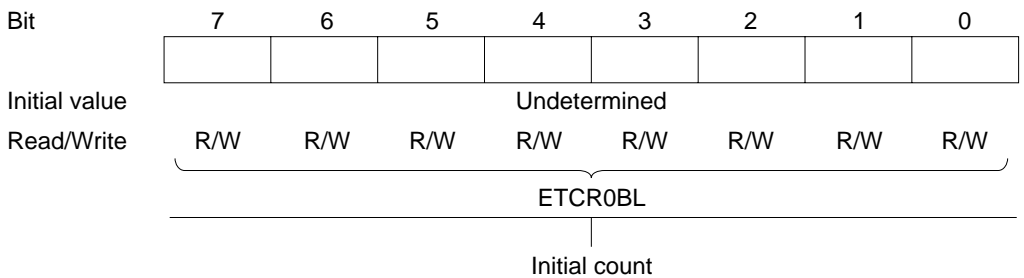 Bit 7 6 5 4 3 2 1 0
Initial value Undetermined
Read/Write R/W R/W R/W R/W R/W R/W R/W R/W
ETCR0BL
Initial count